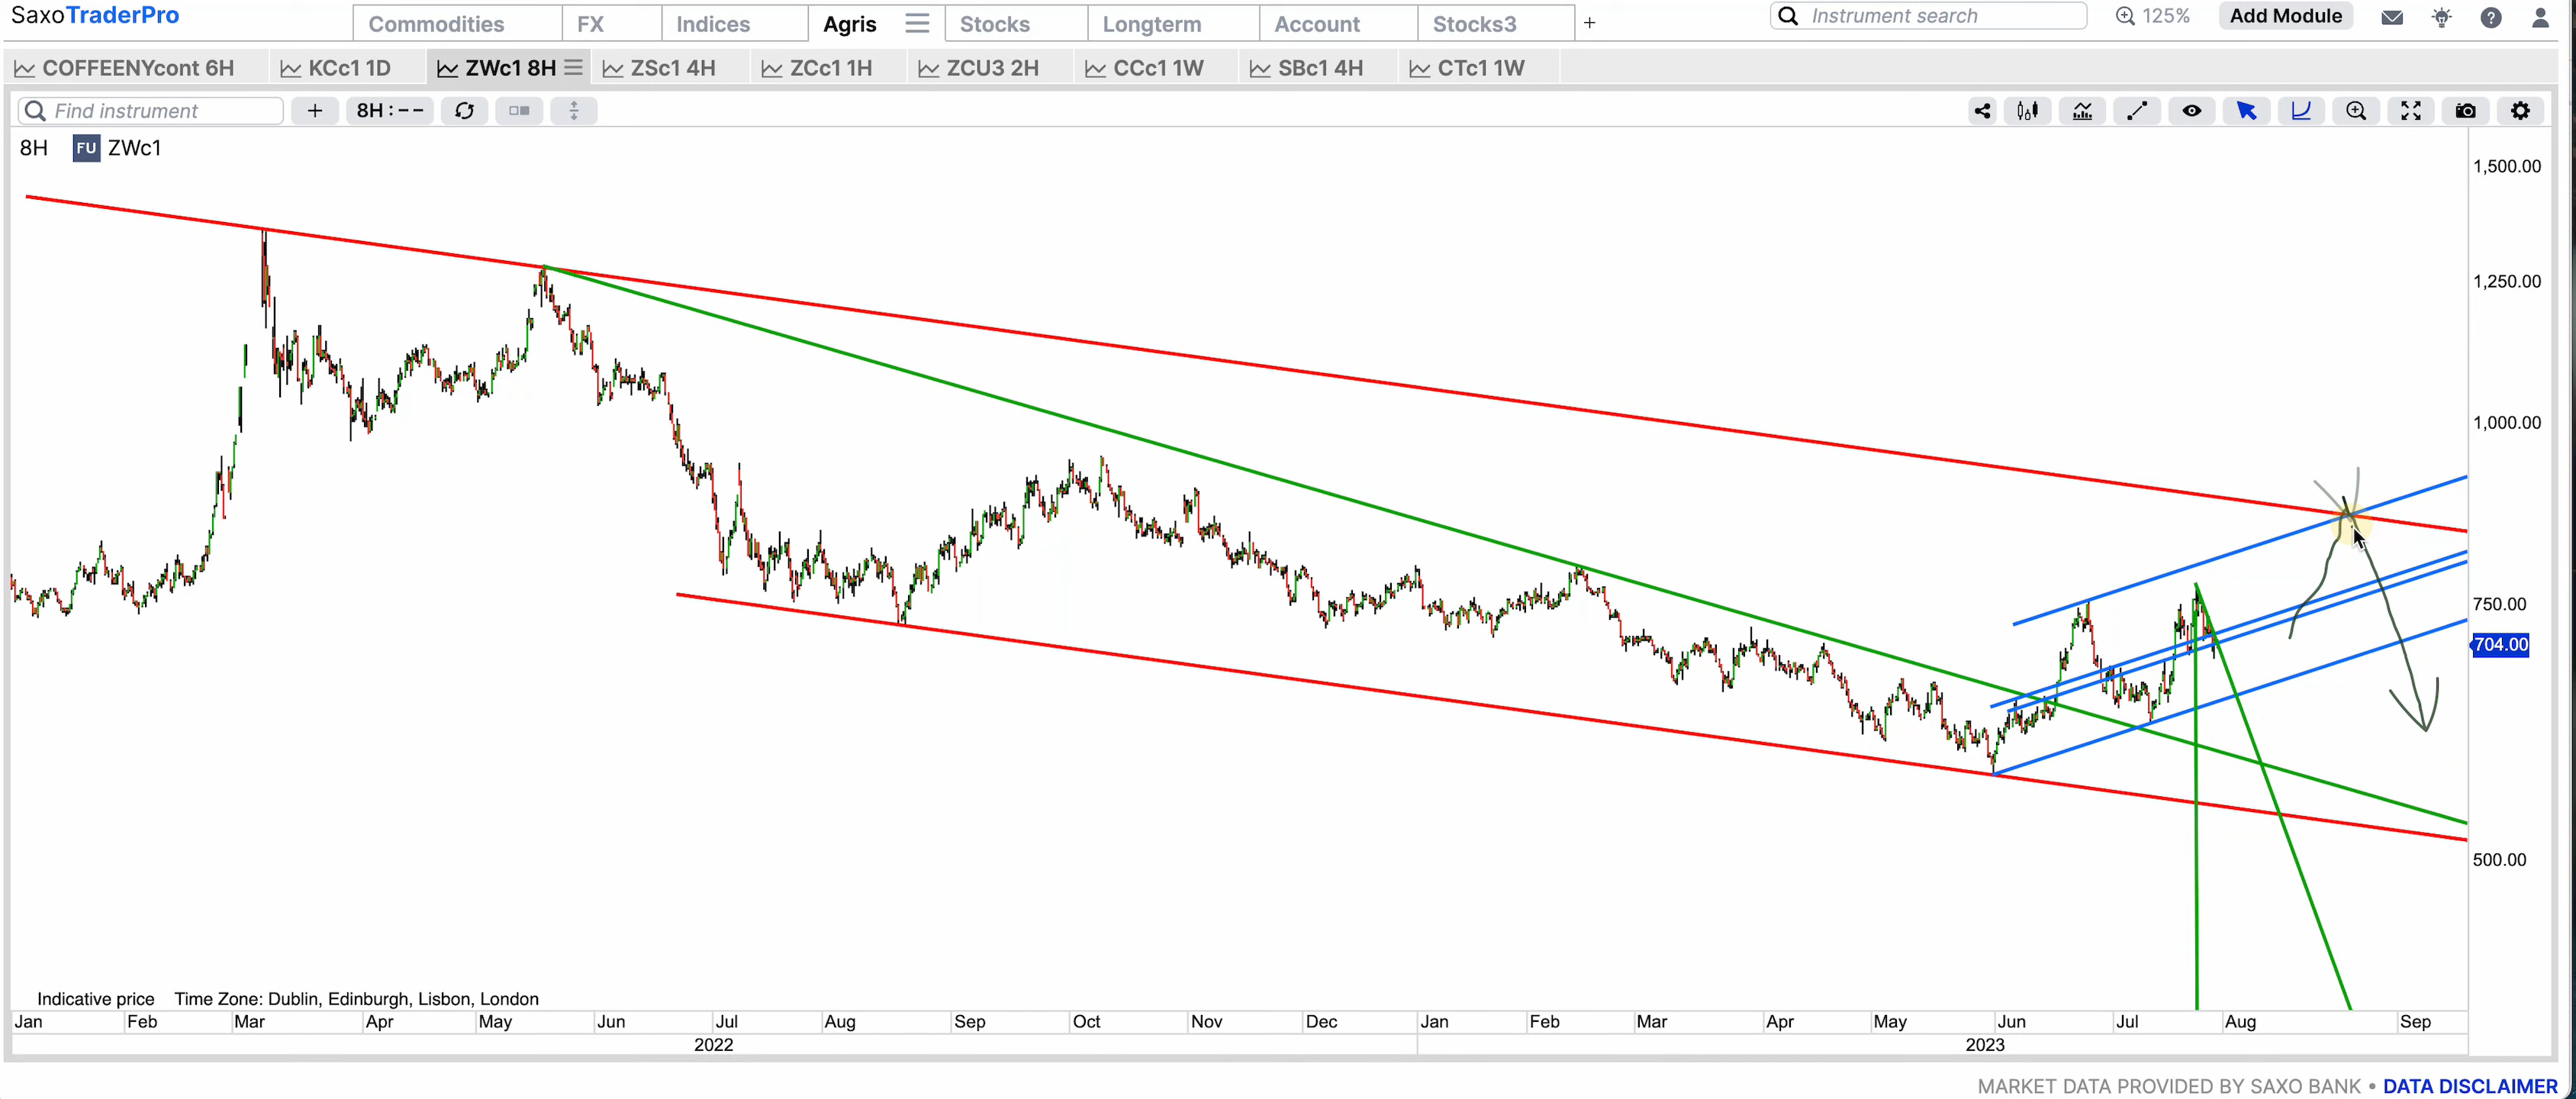 SaxoTraderPro Commodities FX Indices Agris Stocks Longterm Account Stocks3 + Instrument search 125% Add Module
COFFEENYcont 6H KCc1 1D ZWc1 8H ZSc1 4H ZCc1 1H ZCU3 2H CCc1 1W SBc1 4H CTc1 1W
Find instrument + 8H : --
8H FU ZWc1
1,500.00
1,250.00
1,000.00
750.00
704.00
500.00
Indicative price Time Zone: Dublin, Edinburgh, Lisbon, London
Jan Feb Mar Apr May Jun Jul Aug Sep Oct Nov Dec Jan Feb Mar Apr May Jun Jul Aug Sep
2022 2023
MARKET DATA PROVIDED BY SAXO BANK • DATA DISCLAIMER